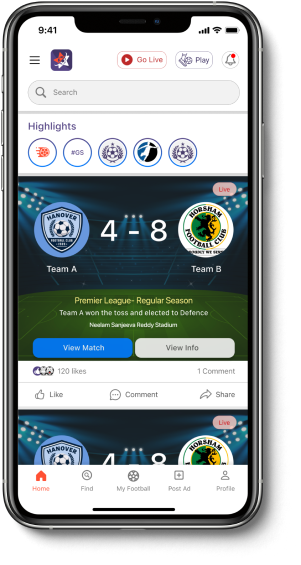 9:41
Go Live
Play
Search
Highlights
#GS
Live
HANOVER
FOOTBALL CLUB
HORSHAM
FOOTBALL CLUB
4 - 8
Team A
Team B
Premier League- Regular Season
Team A won the toss and elected to Defence
Neelam Sanjeeva Reddy Stadium
View Match
View Info
120 likes
1 Comment
Like
Comment
Share
Live
HANOVER
HORSHAM
4 - 8
Home
Find
My Football
Post Ad
Profile